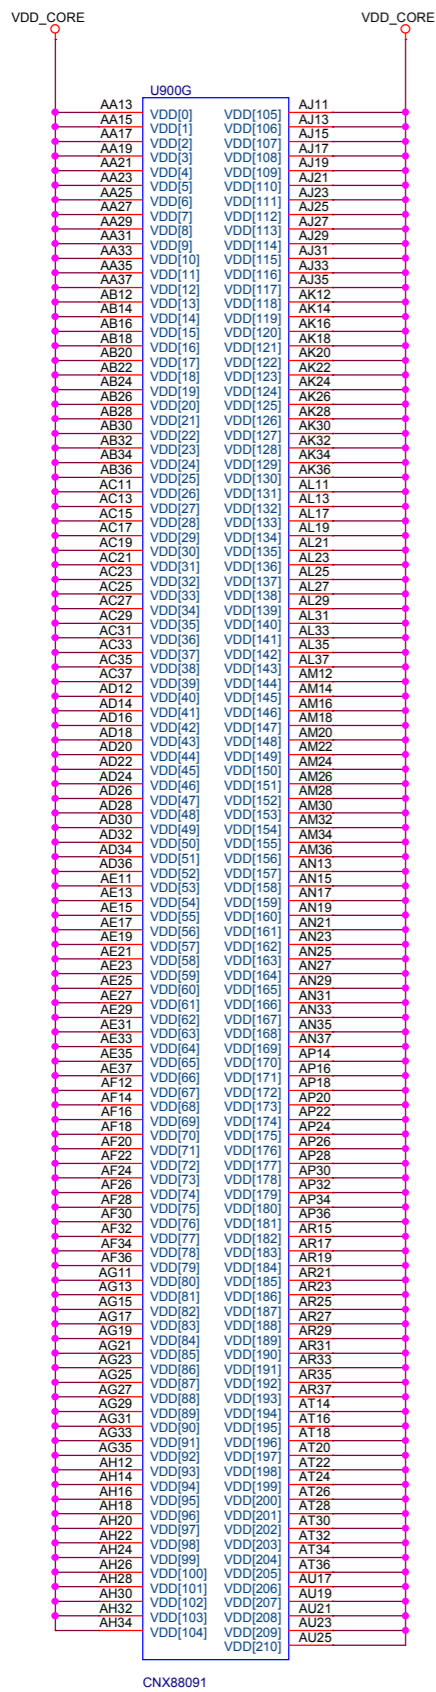 VDD_CORE VDD_CORE
U900G
AA13 VDD[0] VDD[105] AJ11
AA15 VDD[1] VDD[106] AJ13
AA17 VDD[2] VDD[107] AJ15
AA19 VDD[3] VDD[108] AJ17
AA21 VDD[4] VDD[109] AJ19
AA23 VDD[5] VDD[110] AJ21
AA25 VDD[6] VDD[111] AJ23
AA27 VDD[7] VDD[112] AJ25
AA29 VDD[8] VDD[113] AJ27
AA31 VDD[9] VDD[114] AJ29
AA33 VDD[10] VDD[115] AJ31
AA35 VDD[11] VDD[116] AJ33
AA37 VDD[12] VDD[117] AJ35
AB12 VDD[13] VDD[118] AK12
AB14 VDD[14] VDD[119] AK14
AB16 VDD[15] VDD[120] AK16
AB18 VDD[16] VDD[121] AK18
AB20 VDD[17] VDD[122] AK20
AB22 VDD[18] VDD[123] AK22
AB24 VDD[19] VDD[124] AK24
AB26 VDD[20] VDD[125] AK26
AB28 VDD[21] VDD[126] AK28
AB30 VDD[22] VDD[127] AK30
AB32 VDD[23] VDD[128] AK32
AB34 VDD[24] VDD[129] AK34
AB36 VDD[25] VDD[130] AK36
AC11 VDD[26] VDD[131] AL11
AC13 VDD[27] VDD[132] AL13
AC15 VDD[28] VDD[133] AL17
AC17 VDD[29] VDD[134] AL19
AC19 VDD[30] VDD[135] AL21
AC21 VDD[31] VDD[136] AL23
AC23 VDD[32] VDD[137] AL25
AC25 VDD[33] VDD[138] AL27
AC27 VDD[34] VDD[139] AL29
AC29 VDD[35] VDD[140] AL31
AC31 VDD[36] VDD[141] AL33
AC33 VDD[37] VDD[142] AL35
AC35 VDD[38] VDD[143] AL37
AC37 VDD[39] VDD[144] AM12
AD12 VDD[40] VDD[145] AM14
AD14 VDD[41] VDD[146] AM16
AD16 VDD[42] VDD[147] AM18
AD18 VDD[43] VDD[148] AM20
AD20 VDD[44] VDD[149] AM22
AD22 VDD[45] VDD[150] AM24
AD24 VDD[46] VDD[151] AM26
AD26 VDD[47] VDD[152] AM28
AD28 VDD[48] VDD[153] AM30
AD30 VDD[49] VDD[154] AM32
AD32 VDD[50] VDD[155] AM34
AD34 VDD[51] VDD[156] AM36
AD36 VDD[52] VDD[157] AN13
AE11 VDD[53] VDD[158] AN15
AE13 VDD[54] VDD[159] AN17
AE15 VDD[55] VDD[160] AN19
AE17 VDD[56] VDD[161] AN21
AE19 VDD[57] VDD[162] AN23
AE21 VDD[58] VDD[163] AN25
AE23 VDD[59] VDD[164] AN27
AE25 VDD[60] VDD[165] AN29
AE27 VDD[61] VDD[166] AN31
AE29 VDD[62] VDD[167] AN33
AE31 VDD[63] VDD[168] AN35
AE33 VDD[64] VDD[169] AN37
AE35 VDD[65] VDD[170] AP14
AE37 VDD[66] VDD[171] AP16
AF12 VDD[67] VDD[172] AP18
AF14 VDD[68] VDD[173] AP20
AF16 VDD[69] VDD[174] AP22
AF18 VDD[70] VDD[175] AP24
AF20 VDD[71] VDD[176] AP26
AF22 VDD[72] VDD[177] AP28
AF24 VDD[73] VDD[178] AP30
AF26 VDD[74] VDD[179] AP32
AF28 VDD[75] VDD[180] AP34
AF30 VDD[76] VDD[181] AP36
AF32 VDD[77] VDD[182] AR15
AF34 VDD[78] VDD[183] AR17
AF36 VDD[79] VDD[184] AR19
AG11 VDD[80] VDD[185] AR21
AG13 VDD[81] VDD[186] AR23
AG15 VDD[82] VDD[187] AR25
AG17 VDD[83] VDD[188] AR27
AG19 VDD[84] VDD[189] AR29
AG21 VDD[85] VDD[190] AR31
AG23 VDD[86] VDD[191] AR33
AG25 VDD[87] VDD[192] AR35
AG27 VDD[88] VDD[193] AR37
AG29 VDD[89] VDD[194] AT14
AG31 VDD[90] VDD[195] AT16
AG33 VDD[91] VDD[196] AT18
AG35 VDD[92] VDD[197] AT20
AH12 VDD[93] VDD[198] AT22
AH14 VDD[94] VDD[199] AT24
AH16 VDD[95] VDD[200] AT26
AH18 VDD[96] VDD[201] AT28
AH20 VDD[97] VDD[202] AT30
AH22 VDD[98] VDD[203] AT32
AH24 VDD[99] VDD[204] AT34
AH26 VDD[100] VDD[205] AT36
AH28 VDD[101] VDD[206] AU17
AH30 VDD[102] VDD[207] AU19
AH32 VDD[103] VDD[208] AU21
AH34 VDD[104] VDD[209] AU23
VDD[210] AU25
CNX88091